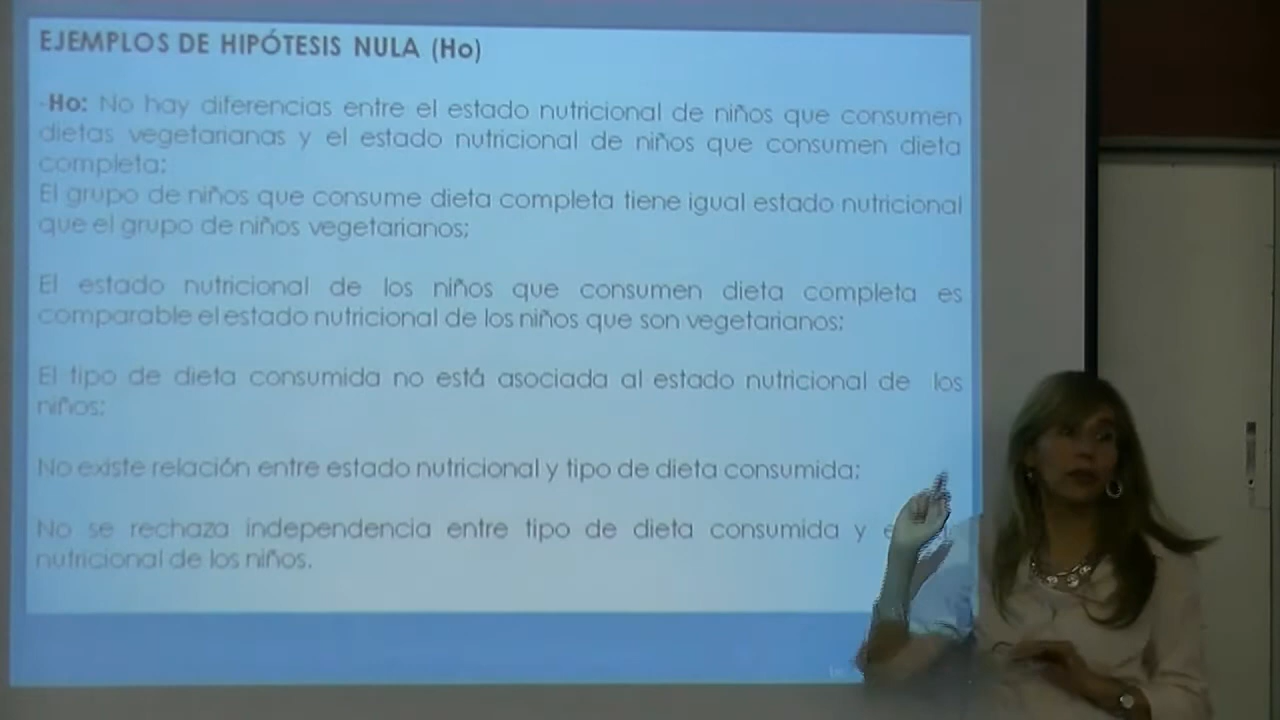 EJEMPLOS DE HIPÓTESIS NULA (Ho)
-Ho: No hay diferencias entre el estado nutricional de niños que consumen
dietas vegetarianas y el estado nutricional de niños que consumen dieta
completa;
El grupo de niños que consume dieta completa tiene igual estado nutricional
que el grupo de niños vegetarianos;
El estado nutricional de los niños que consumen dieta completa es
comparable el estado nutricional de los niños que son vegetarianos;
El tipo de dieta consumida no está asociada al estado nutricional de los
niños;
No existe relación entre estado nutricional y tipo de dieta consumida;
No se rechaza independencia entre tipo de dieta consumida y
nutricional de los niños.